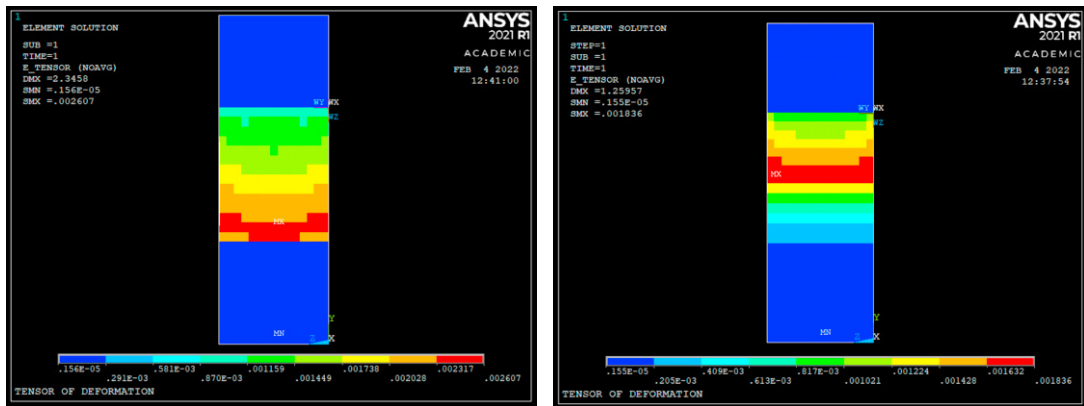 1
ELEMENT SOLUTION
SUB =1
TIME=1
E_TENSOR (NOAVG)
DMX =2.3458
SMN =.156E-05
SMX =.002607
ANSYS
2021 R1
ACADEMIC
FEB 4 2022
12:41:00
WY WX
WZ
MX
Y
MN
Z X
.156E-05 .581E-03 .001159 .001738 .002317
.291E-03 .870E-03 .001449 .002028 .002607
TENSOR OF DEFORMATION
1
ELEMENT SOLUTION
STEP=1
SUB =1
TIME=1
E_TENSOR (NOAVG)
DMX =1.25957
SMN =.155E-05
SMX =.001836
ANSYS
2021 R1
ACADEMIC
FEB 4 2022
12:37:54
WY WX
WZ
MX
Y
MN
Z X
.155E-05 .409E-03 .817E-03 .001224 .001632
.205E-03 .613E-03 .001021 .001428 .001836
TENSOR OF DEFORMATION